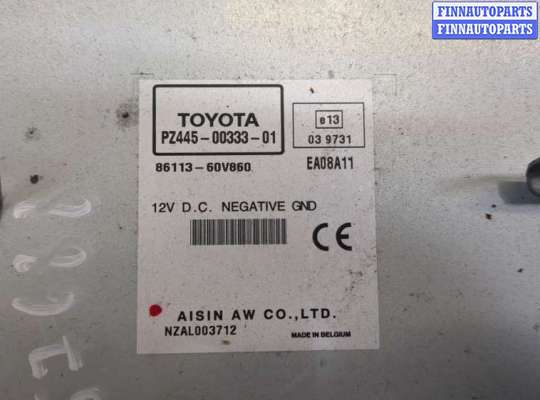 FINNAUTOPARTS
FINNAUTOPARTS
TOYOTA
PZ445-00333-01
e13
03 9731
86113-60V860
EA08A11
12V D.C. NEGATIVE GND
CE
AISIN AW CO.,LTD.
NZAL003712
MADE IN BELGIUM